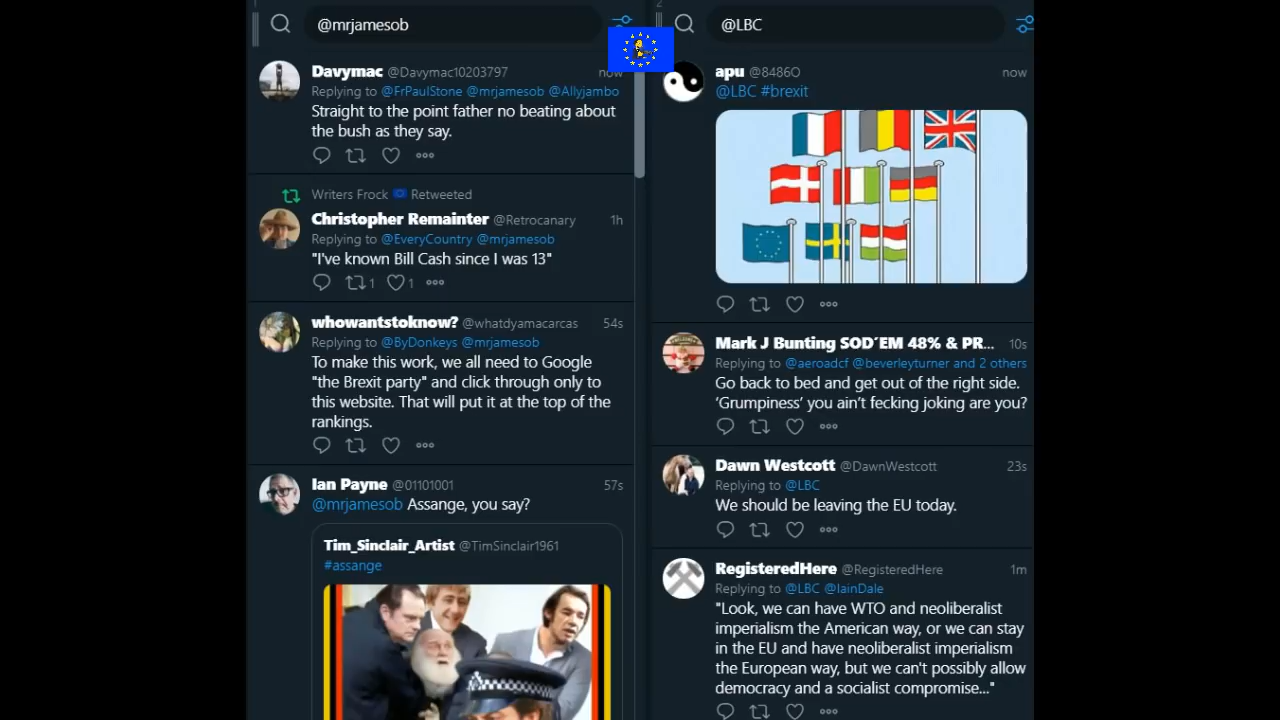 1
@mrjamesob
Davymac @Davymac10203797 now
Replying to @FrPaulStone @mrjamesob @Allyjambo
Straight to the point father no beating about
the bush as they say.
Writers Frock Retweeted
Christopher Remainter @Retrocanary 1h
Replying to @EveryCountry @mrjamesob
"I've known Bill Cash since I was 13"
1 1
whowantstoknow? @whatdyamacarcas 54s
Replying to @ByDonkeys @mrjamesob
To make this work, we all need to Google
"the Brexit party" and click through only to
this website. That will put it at the top of the
rankings.
Ian Payne @01101001 57s
@mrjamesob Assange, you say?
Tim_Sinclair_Artist @TimSinclair1961
#assange
2
@LBC
apu @8486O now
@LBC #brexit
Mark J Bunting SOD´EM 48% & PR... 10s
Replying to @aeroadcf @beverleyturner and 2 others
Go back to bed and get out of the right side.
‘Grumpiness’ you ain’t fecking joking are you?
Dawn Westcott @DawnWestcott 23s
Replying to @LBC
We should be leaving the EU today.
RegisteredHere @RegisteredHere 1m
Replying to @LBC @IainDale
"Look, we can have WTO and neoliberalist
imperialism the American way, or we can stay
in the EU and have neoliberalist imperialism
the European way, but we can't possibly allow
democracy and a socialist compromise..."